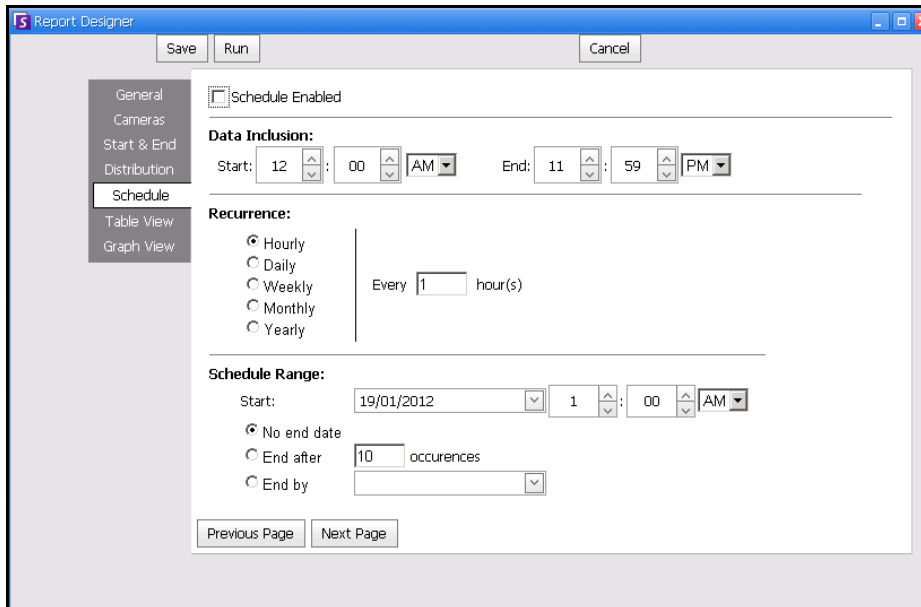 Report Designer
Save Run Cancel
General
Cameras
Start & End
Distribution
Schedule
Table View
Graph View
Schedule Enabled
Data Inclusion:
Start: 12 : 00 AM End: 11 : 59 PM
Recurrence:
Hourly
Daily
Weekly
Monthly
Yearly
Every 1 hour(s)
Schedule Range:
Start: 19/01/2012 1 : 00 AM
No end date
End after 10 occurences
End by
Previous Page Next Page